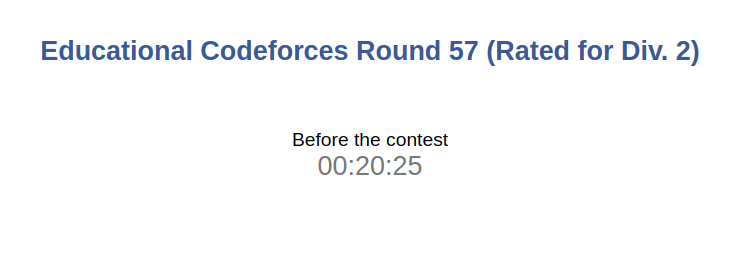 Educational Codeforces Round 57 (Rated for Div. 2)
Before the contest
00:20:25